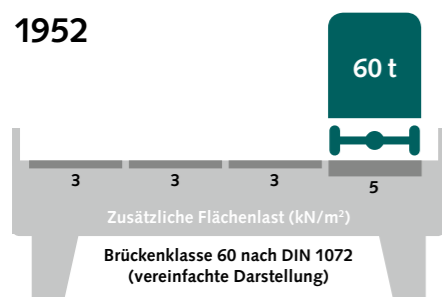 1952
60 t
3 3 3 5
Zusätzliche Flächenlast (kN/m²)
Brückenklasse 60 nach DIN 1072
(vereinfachte Darstellung)